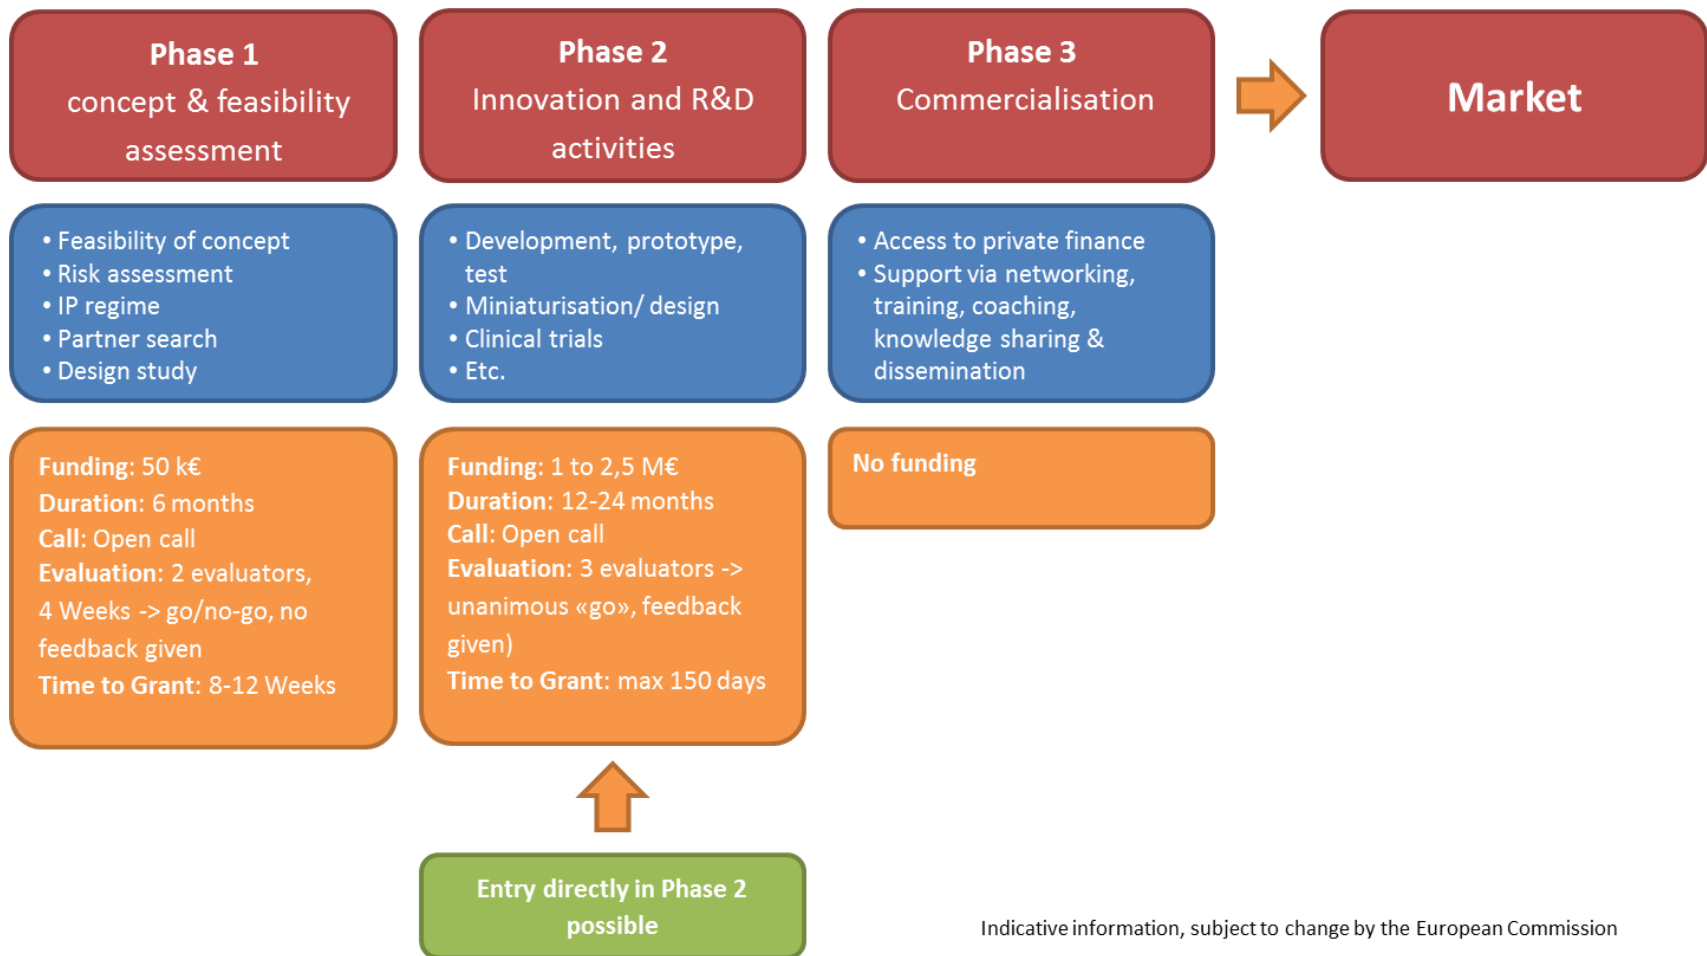 Phase 1
concept & feasibility
assessment
Phase 2
Innovation and R&D
activities
Phase 3
Commercialisation
Market
• Feasibility of concept
• Risk assessment
• IP regime
• Partner search
• Design study
• Development, prototype,
test
• Miniaturisation/ design
• Clinical trials
• Etc.
• Access to private finance
• Support via networking,
training, coaching,
knowledge sharing &
dissemination
Funding: 50 k€
Duration: 6 months
Call: Open call
Evaluation: 2 evaluators,
4 Weeks -> go/no-go, no
feedback given
Time to Grant: 8-12 Weeks
Funding: 1 to 2,5 M€
Duration: 12-24 months
Call: Open call
Evaluation: 3 evaluators ->
unanimous «go», feedback
given)
Time to Grant: max 150 days
No funding
Entry directly in Phase 2
possible
Indicative information, subject to change by the European Commission